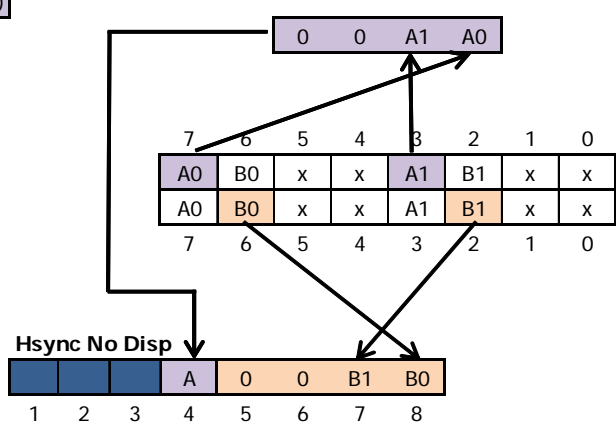 0 0 A1 A0
7 6 5 4 3 2 1 0
A0 B0 x x A1 B1 x x
A0 B0 x x A1 B1 x x
7 6 5 4 3 2 1 0
Hsync No Disp
A 0 0 B1 B0
1 2 3 4 5 6 7 8